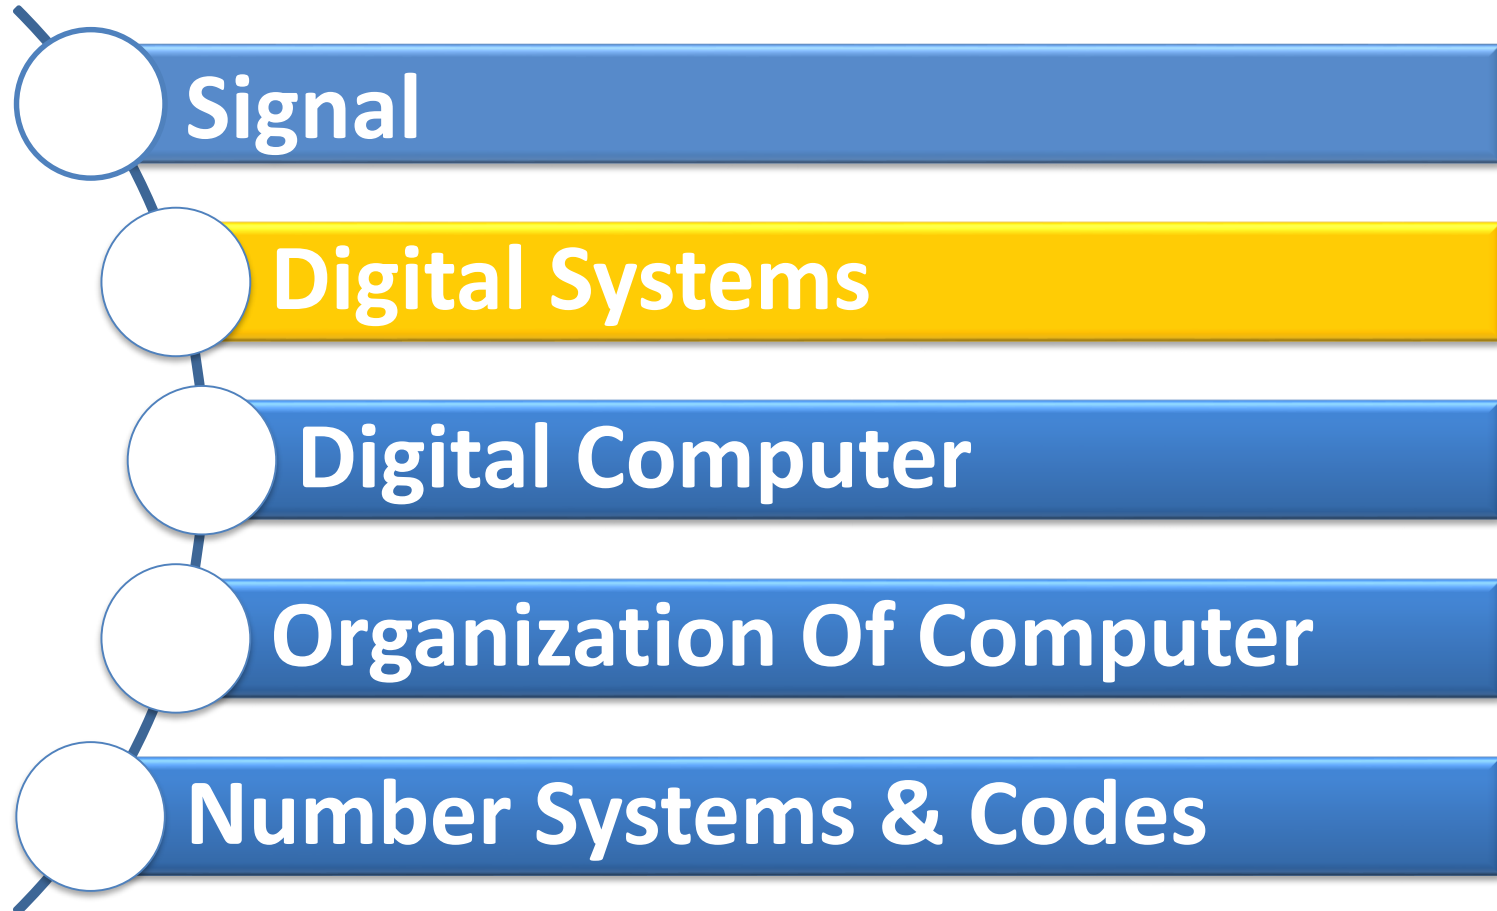 Signal
Digital Systems
Digital Computer
Organization Of Computer
Number Systems & Codes